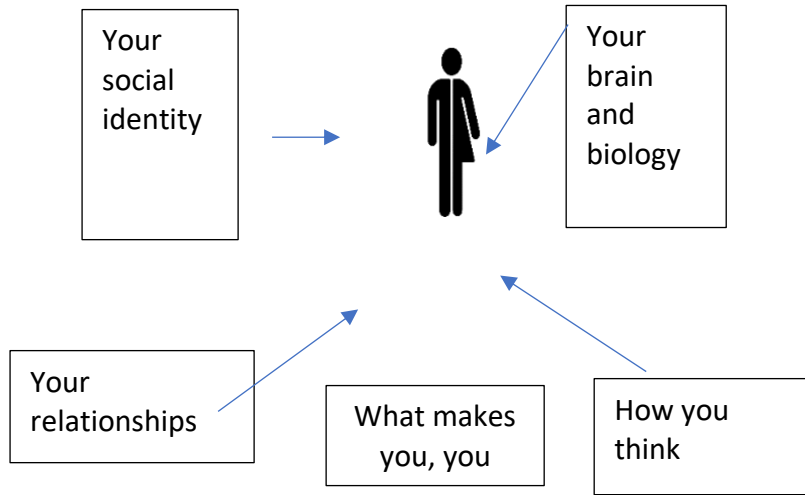 Your
social
identity
Your
brain
and
biology
Your
relationships
What makes
you, you
How you
think